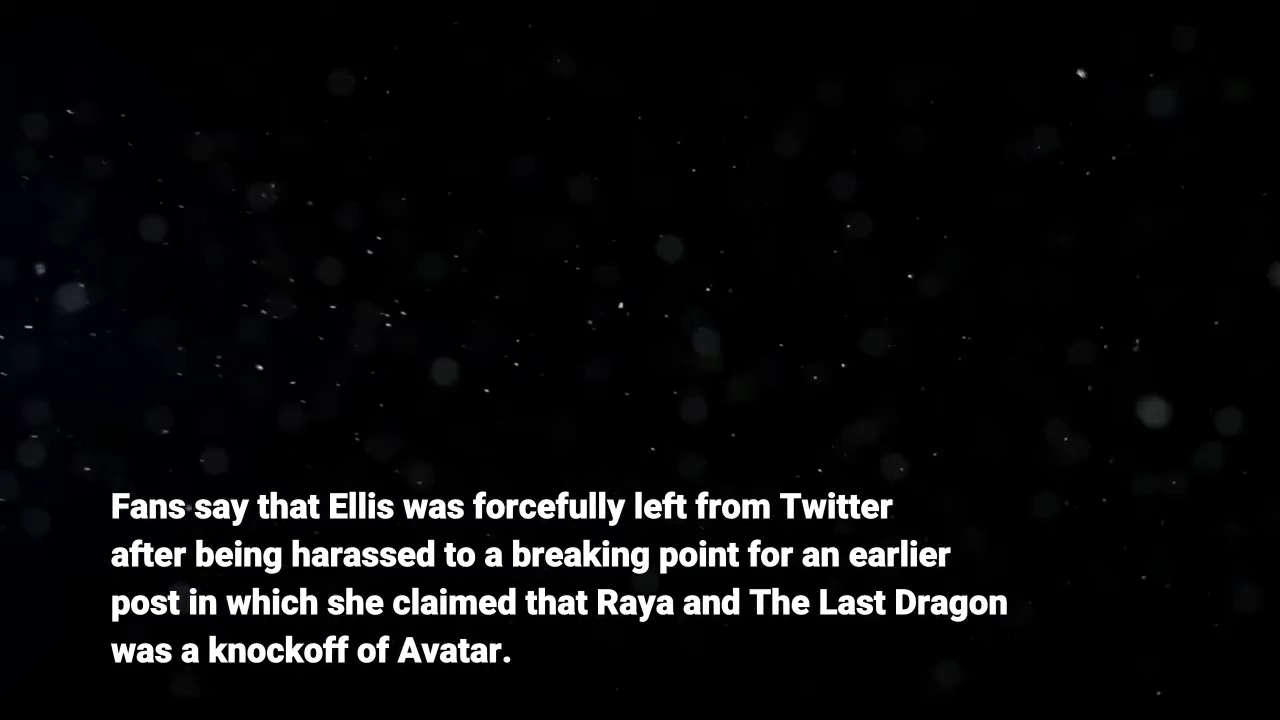 Fans say that Ellis was forcefully left from Twitter
after being harassed to a breaking point for an earlier
post in which she claimed that Raya and The Last Dragon
was a knockoff of Avatar.